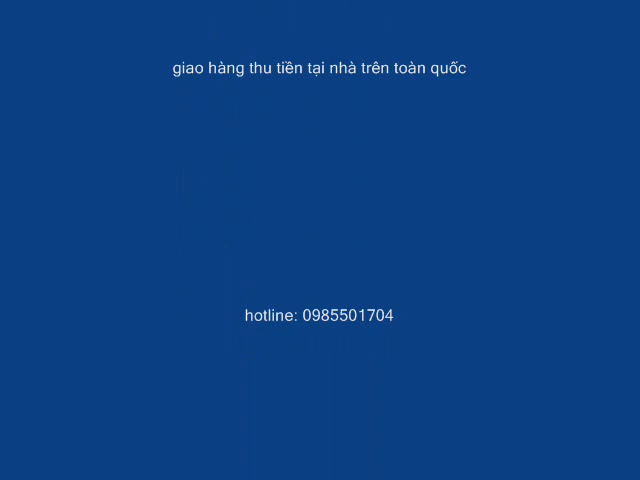 giao hàng thu tiền tại nhà trên toàn quốc
hotline: 0985501704